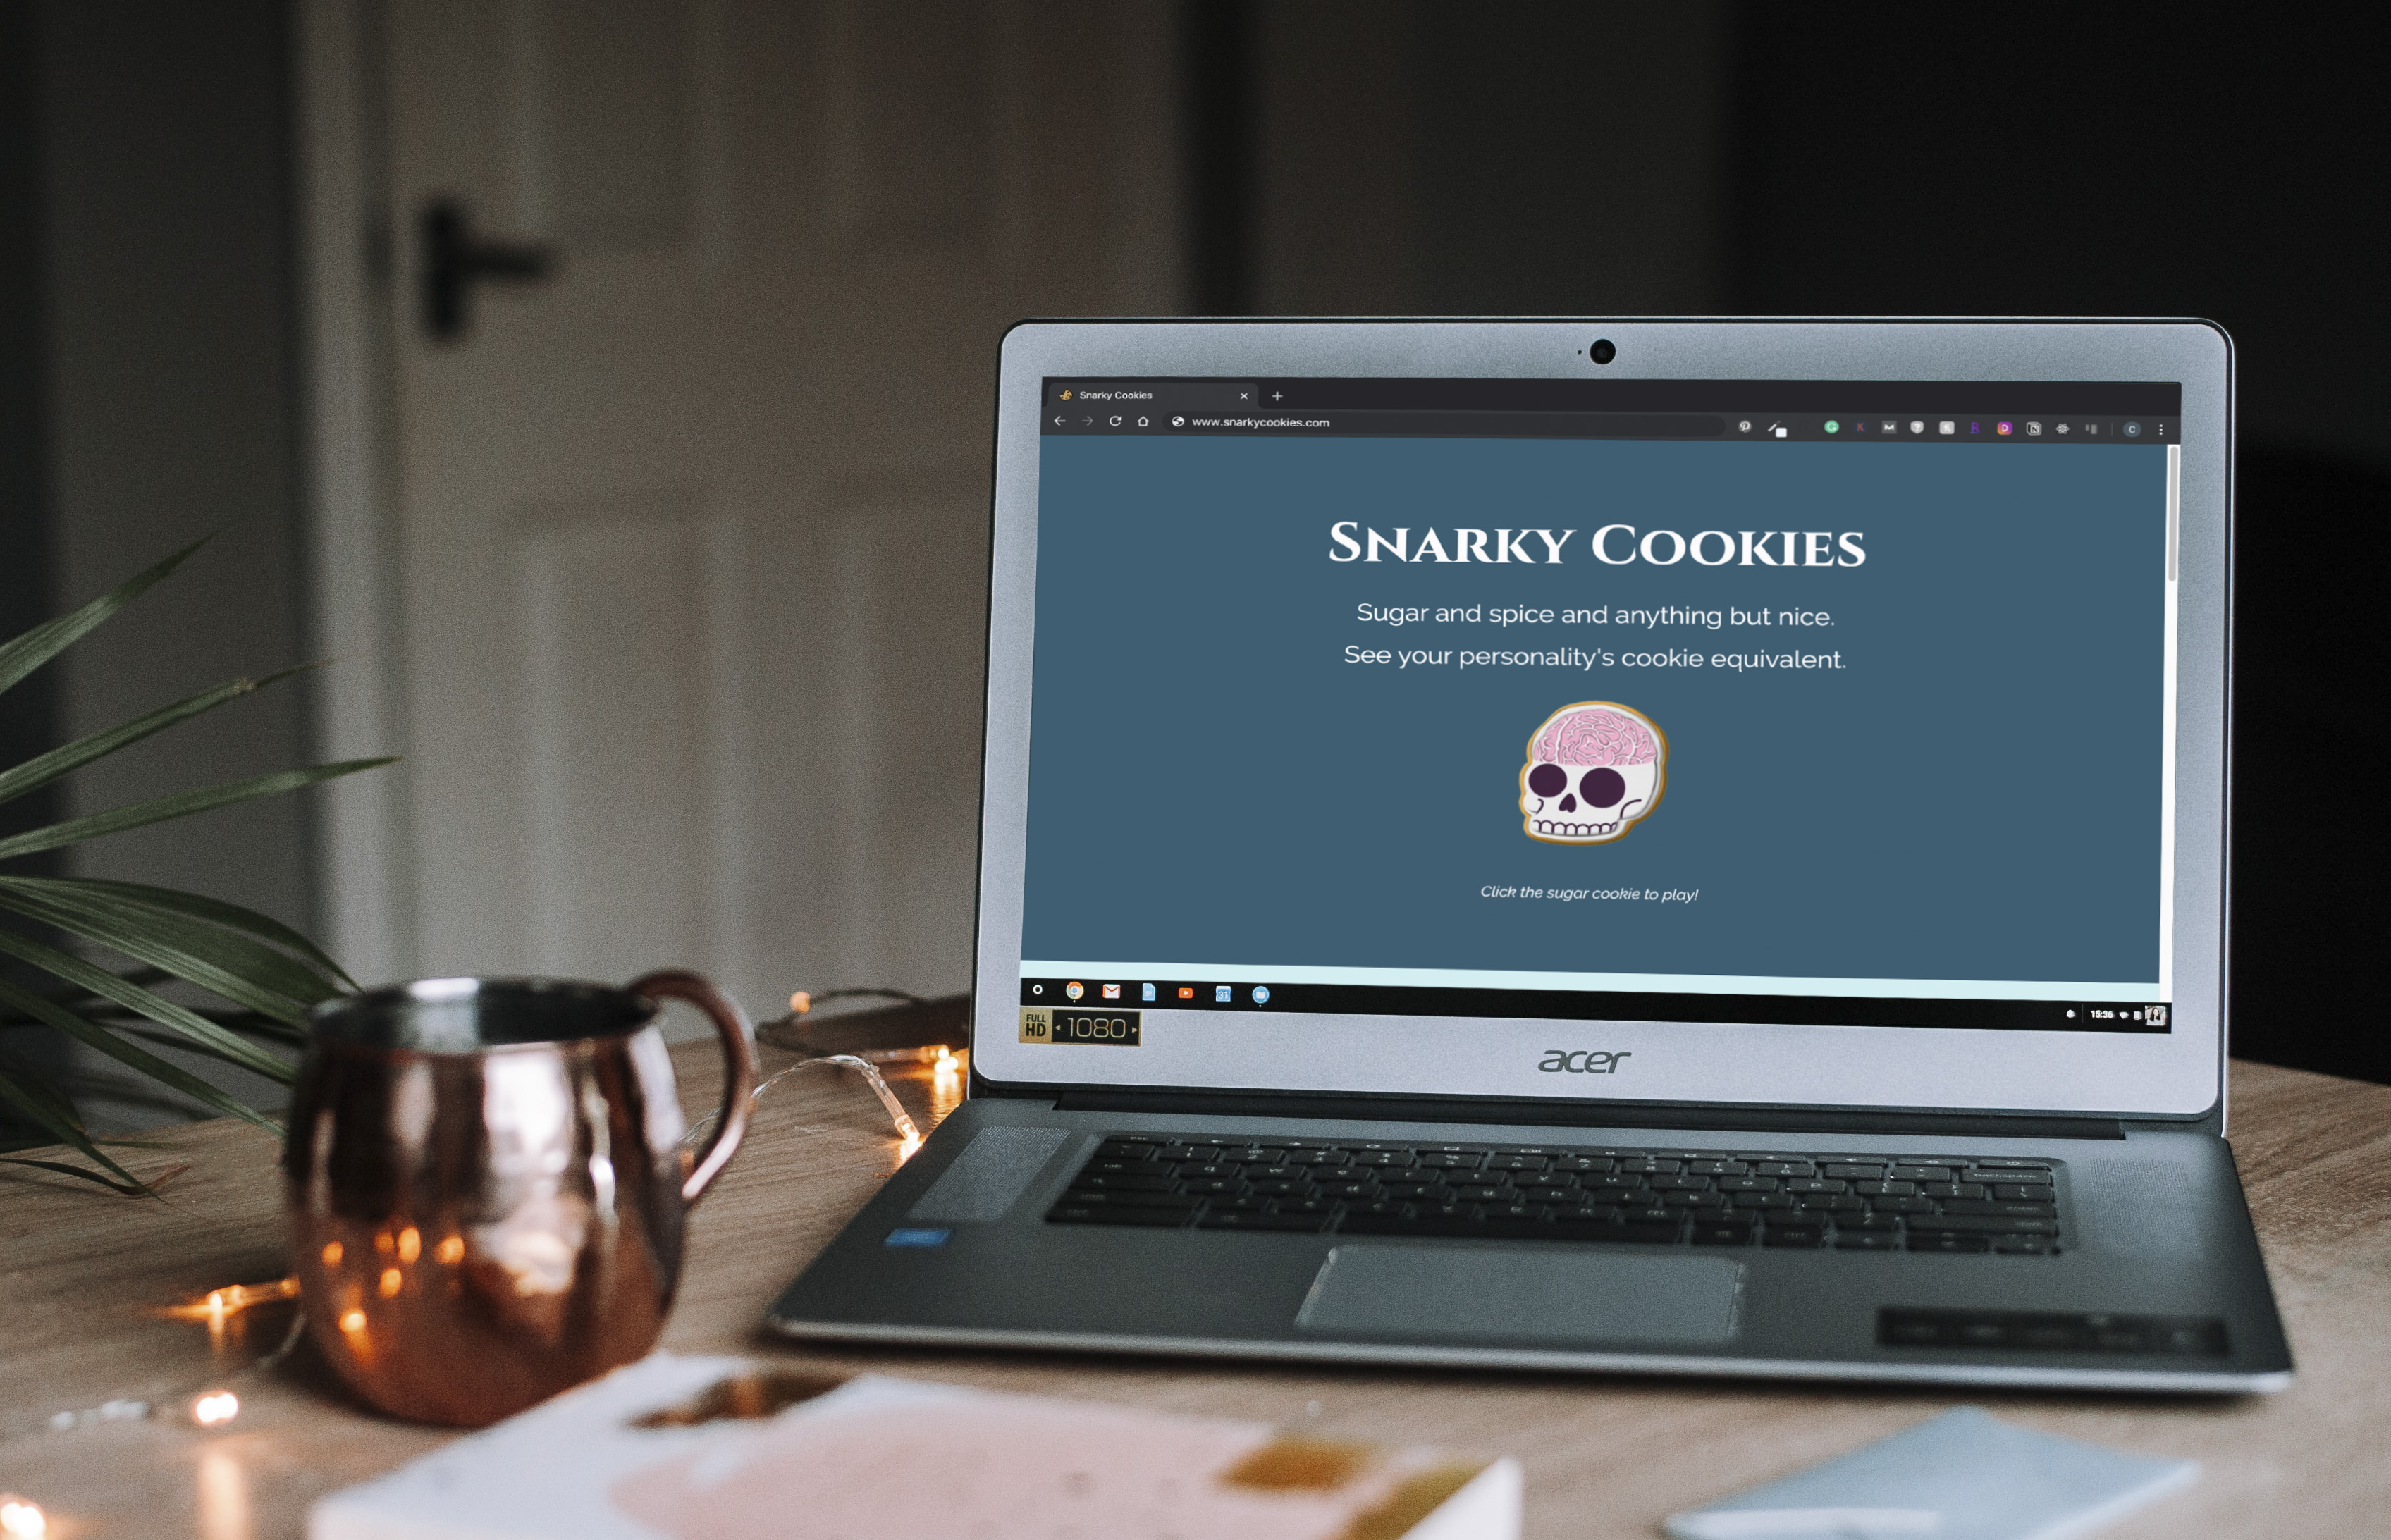 Snarky Cookies
www.snarkycookies.com
Snarky Cookies
Sugar and spice and anything but nice.
See your personality's cookie equivalent.
Click the sugar cookie to play!
15:36
FULL HD 1080
acer